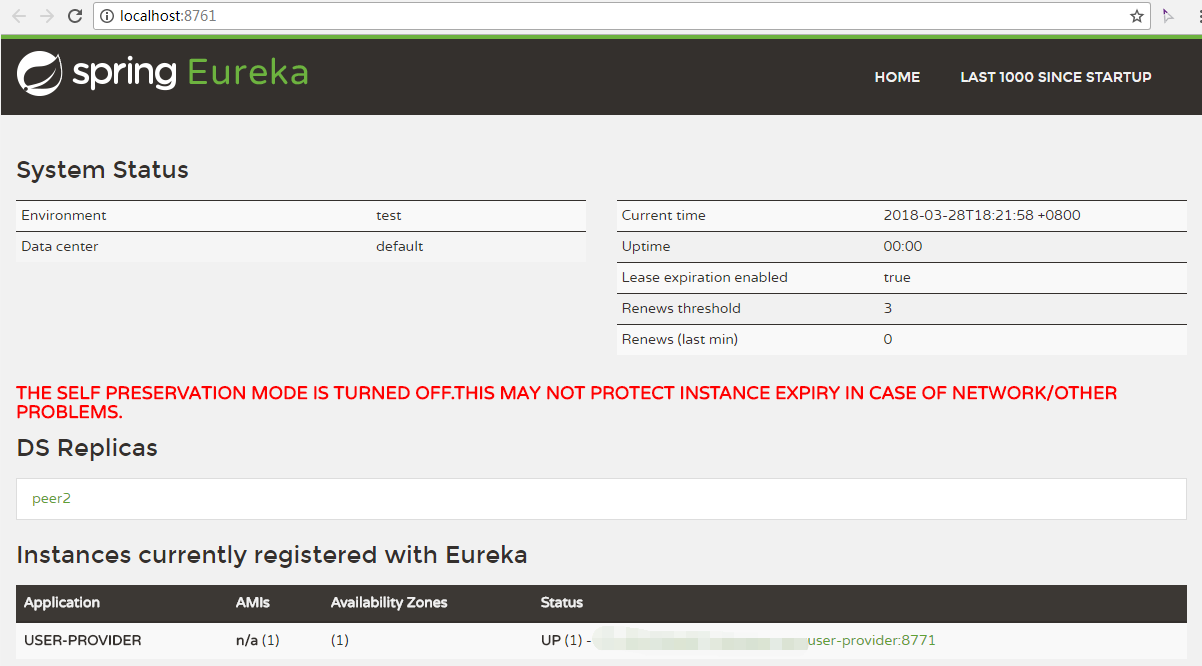 localhost:8761
spring Eureka
HOME LAST 1000 SINCE STARTUP
System Status
Environment test
Data center default
Current time 2018-03-28T18:21:58 +0800
Uptime 00:00
Lease expiration enabled true
Renews threshold 3
Renews (last min) 0
THE SELF PRESERVATION MODE IS TURNED OFF.THIS MAY NOT PROTECT INSTANCE EXPIRY IN CASE OF NETWORK/OTHER
PROBLEMS.
DS Replicas
peer2
Instances currently registered with Eureka
Application AMIs Availability Zones Status
USER-PROVIDER n/a (1) (1) UP (1) - user-provider:8771